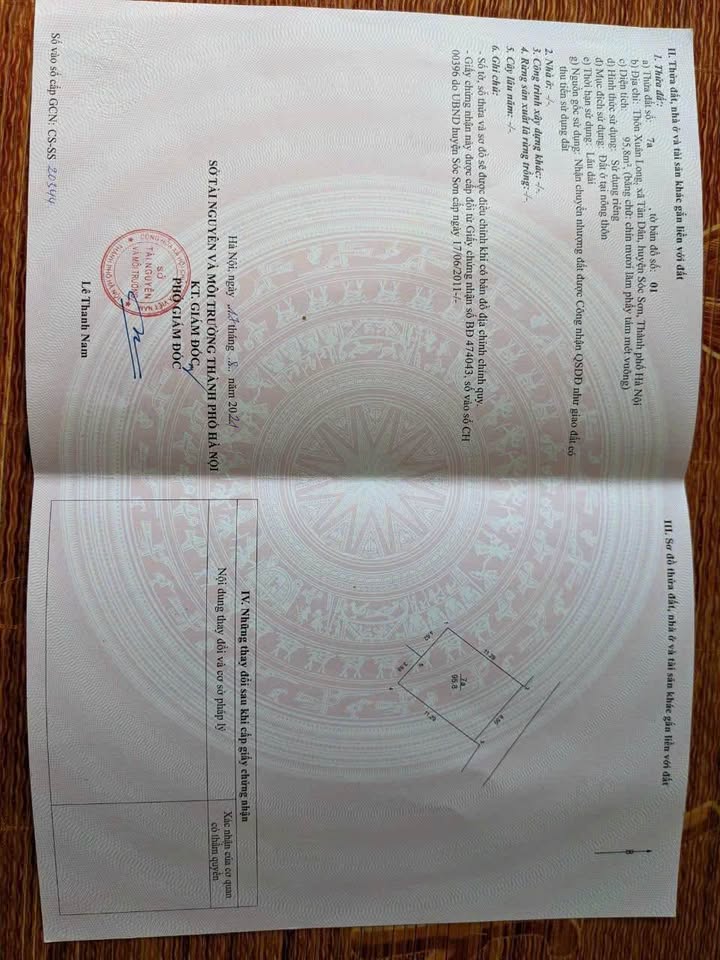 II. Thửa đất, nhà ở và tài sản khác gắn liền với đất
1. Thửa đất:
a) Thửa đất số: 7a , tờ bản đồ số: 01
b) Địa chỉ: Thôn Xuân Long, xã Tân Dân, huyện Sóc Sơn, Thành phố Hà Nội
c) Diện tích: 95,8m², (bằng chữ: chín mươi lăm phẩy tám mét vuông)
d) Hình thức sử dụng: Sử dụng riêng
đ) Mục đích sử dụng: Đất ở tại nông thôn
e) Thời hạn sử dụng: Lâu dài
g) Nguồn gốc sử dụng: Nhận chuyển nhượng đất được Công nhận QSDĐ như giao đất có
thu tiền sử dụng đất
2. Nhà ở: -/-
3. Công trình xây dựng khác: -/-
4. Rừng sản xuất là rừng trồng: -/-
5. Cây lâu năm: -/-
6. Ghi chú:
- Số tờ, số thửa và sơ đồ sẽ được điều chỉnh khi có bản đồ địa chính chính quy.
- Giấy chứng nhận này được cấp đổi từ Giấy chứng nhận số BD 474043, số vào sổ CH
00396 do UBND huyện Sóc Sơn cấp ngày 17/06/2011-/-
Hà Nội, ngày tháng năm 2021
SỞ TÀI NGUYÊN VÀ MÔI TRƯỜNG THÀNH PHỐ HÀ NỘI
KT. GIÁM ĐỐC
PHÓ GIÁM ĐỐC
SỞ
TÀI NGUYÊN
VÀ MÔI TRƯỜNG
Lê Thanh Nam
Số vào sổ cấp GCN: CS-SS 20344
III. Sơ đồ thửa đất, nhà ở và tài sản khác gắn liền với đất
B
7a
95.8
11.29
11.29
IV. Những thay đổi sau khi cấp giấy chứng nhận
Nội dung thay đổi và cơ sở pháp lý
Xác nhận của cơ quan
có thẩm quyền